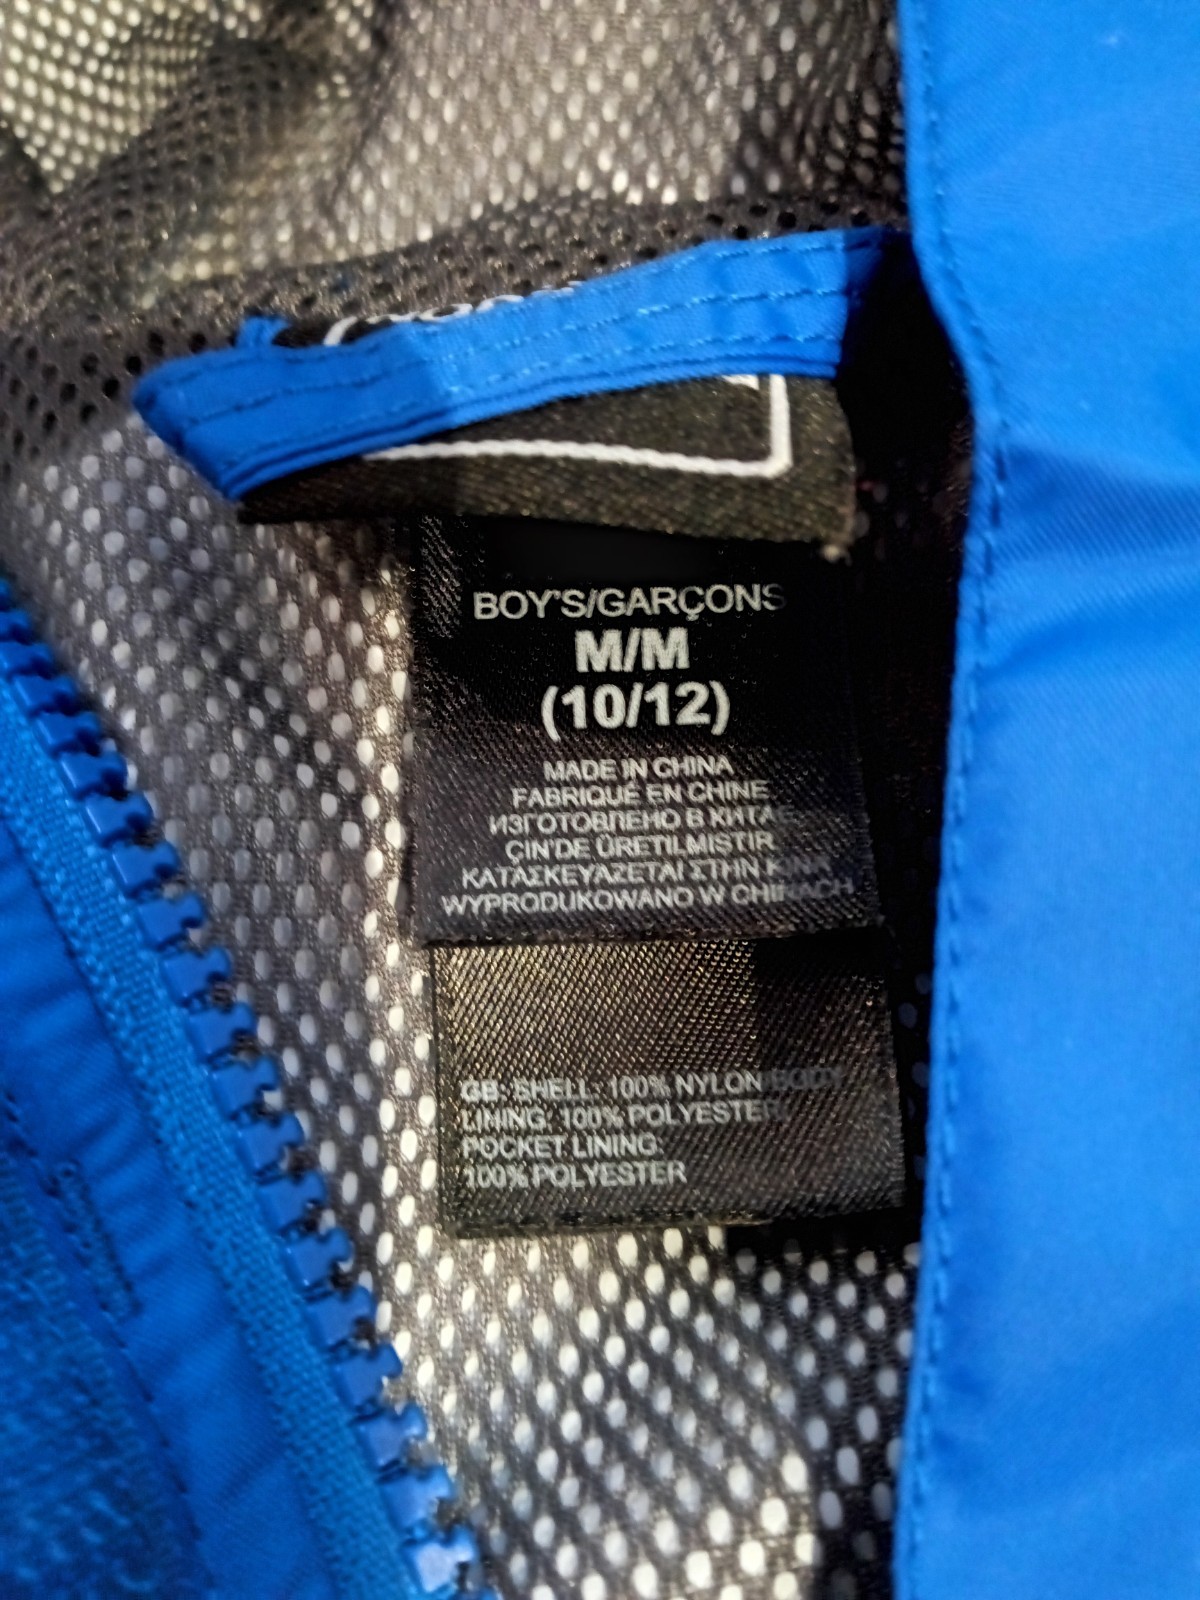 BOY'S/GARÇONS
M/M
(10/12)
MADE IN CHINA
FABRIQUÉ EN CHINE
ИЗГОТОВЛЕНО В КИТАЕ
ÇIN'DE ÜRETILMISTIR
ΚΑΤΑΣΚΕΥΑΖΕΤΑΙ ΣΤΗΝ ΚΙΝΑ
WYPRODUKOWANO W CHINACH
GB: SHELL: 100% NYLON BODY
LINING: 100% POLYESTER
POCKET LINING:
100% POLYESTER